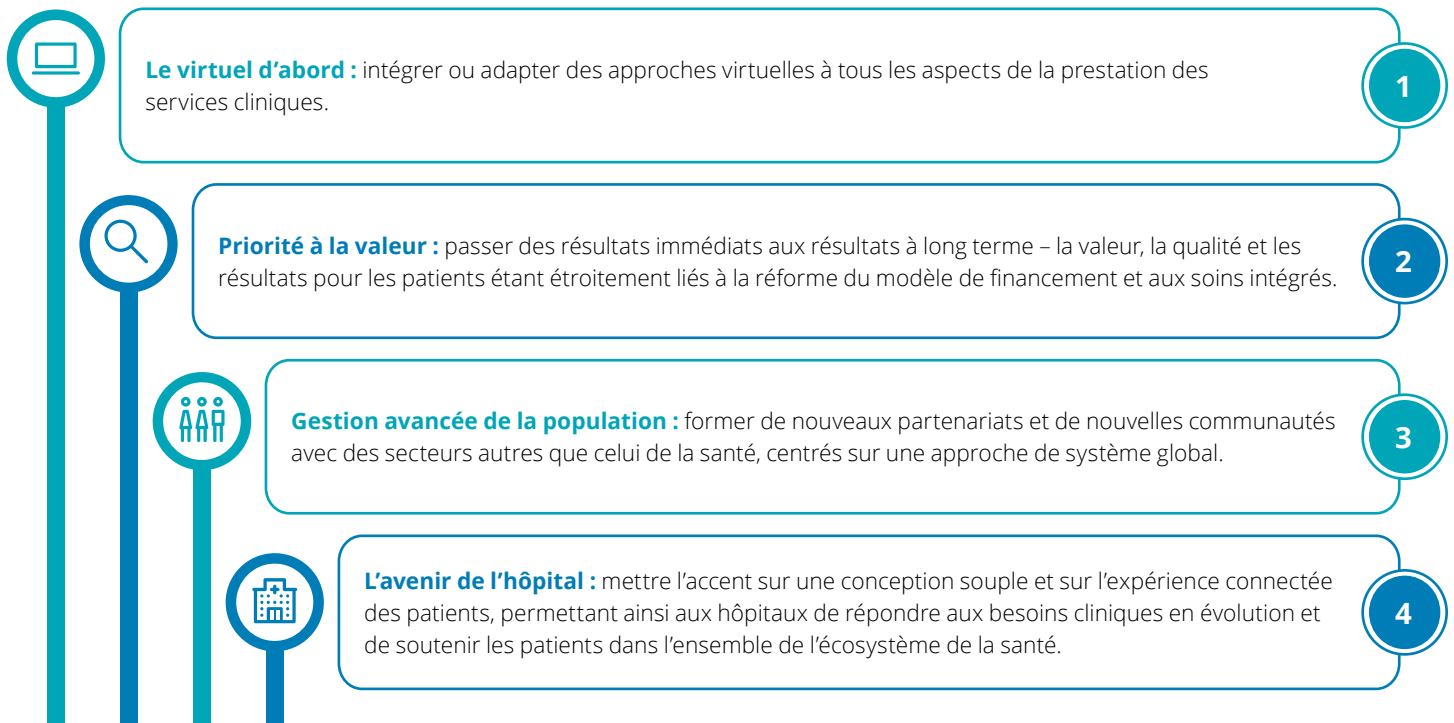 Le virtuel d’abord : intégrer ou adapter des approches virtuelles à tous les aspects de la prestation des
services cliniques.
1
Priorité à la valeur : passer des résultats immédiats aux résultats à long terme – la valeur, la qualité et les
résultats pour les patients étant étroitement liés à la réforme du modèle de financement et aux soins intégrés.
2
Gestion avancée de la population : former de nouveaux partenariats et de nouvelles communautés
avec des secteurs autres que celui de la santé, centrés sur une approche de système global.
3
L’avenir de l’hôpital : mettre l’accent sur une conception souple et sur l’expérience connectée
des patients, permettant ainsi aux hôpitaux de répondre aux besoins cliniques en évolution et
de soutenir les patients dans l’ensemble de l’écosystème de la santé.
4